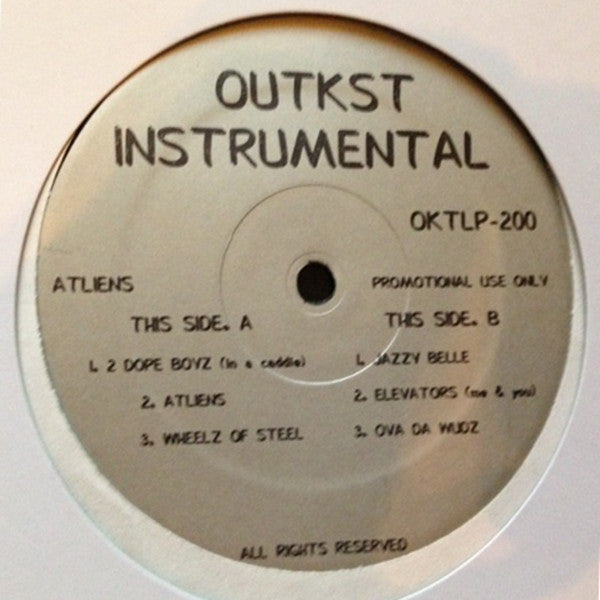 OUTKST
INSTRUMENTAL
OKTLP-200
ATLIENS
PROMOTIONAL USE ONLY
THIS SIDE. A
1. 2 DOPE BOYZ (in a caddie)
2. ATLIENS
3. WHEELZ OF STEEL
THIS SIDE. B
1. JAZZY BELLE
2. ELEVATORS (me & you)
3. OVA DA WUDZ
ALL RIGHTS RESERVED